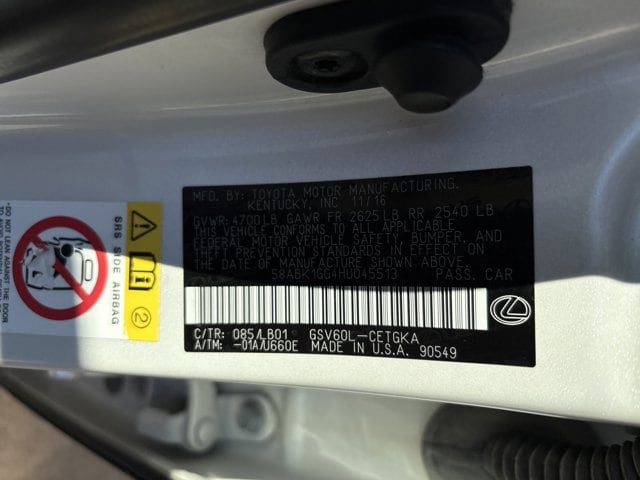 MFD. BY: TOYOTA MOTOR MANUFACTURING,
KENTUCKY, INC 11/16
GVWR: 4700LB GAWR FR 2625LB RR 2540 LB
THIS VEHICLE CONFORMS TO ALL APPLICABLE
FEDERAL MOTOR VEHICLE SAFETY, BUMPER, AND
THEFT PREVENTION STANDARDS IN EFFECT ON
THE DATE OF MANUFACTURE SHOWN ABOVE.
58ABK1GG4HU045513 PASS. CAR
C/TR: 085/LB01 GSV60L-CETGKA
A/TM: -01A/U660E MADE IN U.S.A. 90549
SRS SIDE AIRBAG
2
LEAN AGAINST THE DOOR